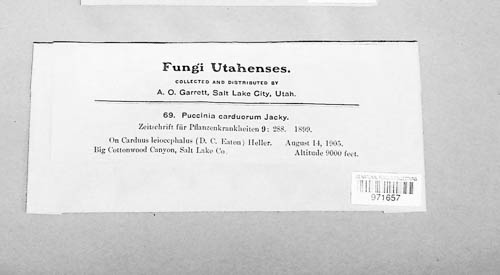 Fungi Utahenses.
COLLECTED AND DISTRIBUTED BY
A. O. Garrett, Salt Lake City, Utah.
69. Puccinia carduorum Jacky.
Zeitschrift für Pflanzenkrankheiten 9: 288. 1899.
On Carduus leiocephalus (D. C. Eaton) Heller. August 14, 1905.
Big Cottonwood Canyon, Salt Lake Co. Altitude 9000 feet.
971657